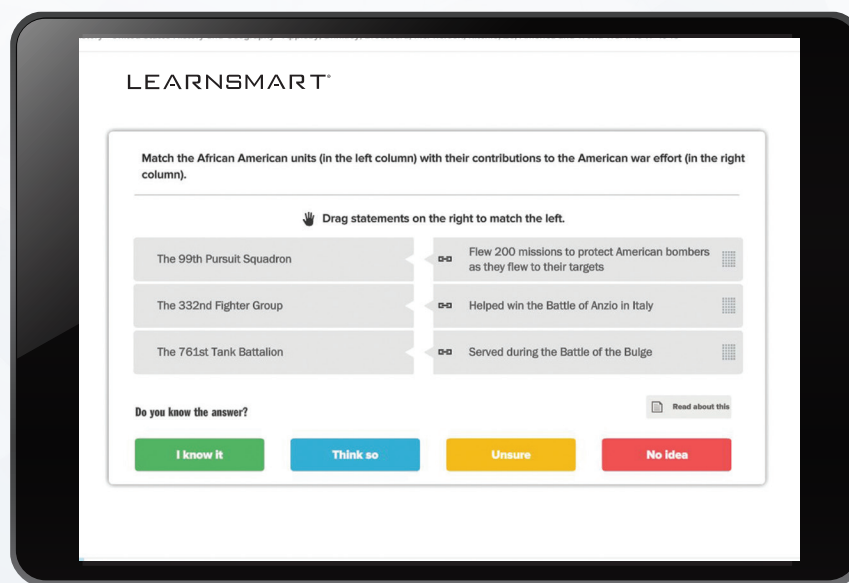 LEARNSMART®
Match the African American units (in the left column) with their contributions to the American war effort (in the right
column).
Drag statements on the right to match the left.
The 99th Pursuit Squadron
Flew 200 missions to protect American bombers
as they flew to their targets
The 332nd Fighter Group
Helped win the Battle of Anzio in Italy
The 761st Tank Battalion
Served during the Battle of the Bulge
Do you know the answer?
Read about this
I know it
Think so
Unsure
No idea